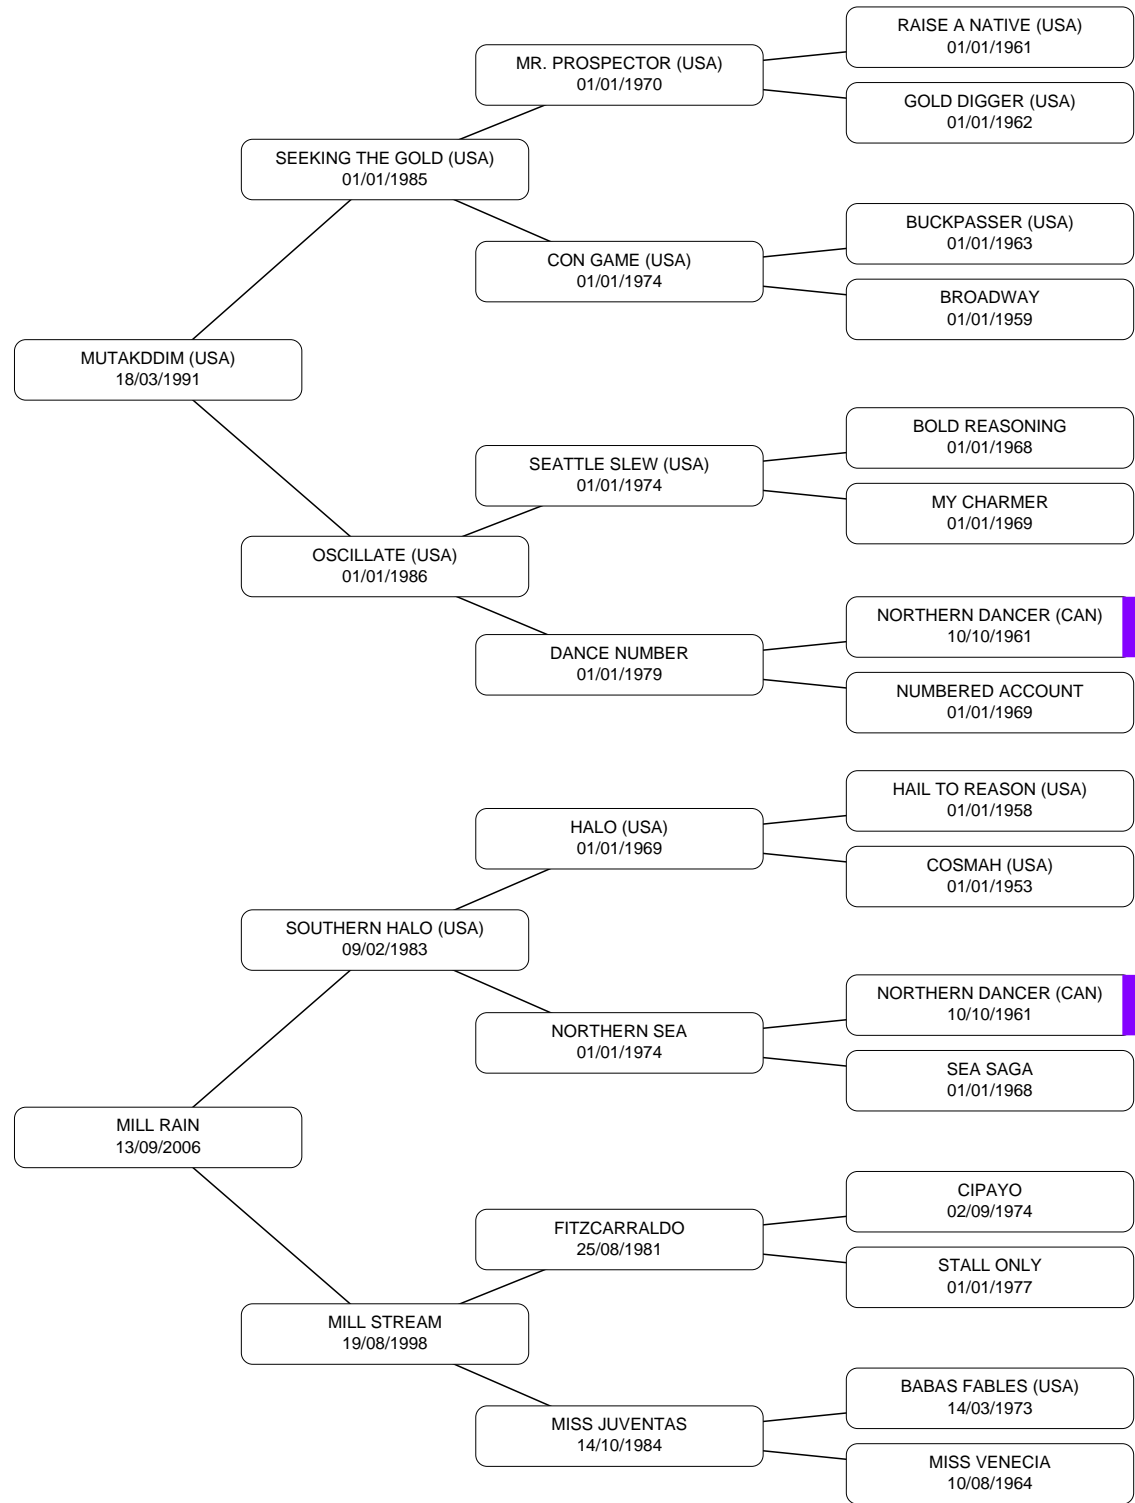 RAISE A NATIVE (USA)
01/01/1961
MR. PROSPECTOR (USA)
01/01/1970
GOLD DIGGER (USA)
01/01/1962
SEEKING THE GOLD (USA)
01/01/1985
BUCKPASSER (USA)
01/01/1963
CON GAME (USA)
01/01/1974
BROADWAY
01/01/1959
MUTAKDDIM (USA)
18/03/1991
BOLD REASONING
01/01/1968
SEATTLE SLEW (USA)
01/01/1974
MY CHARMER
01/01/1969
OSCILLATE (USA)
01/01/1986
NORTHERN DANCER (CAN)
10/10/1961
DANCE NUMBER
01/01/1979
NUMBERED ACCOUNT
01/01/1969
HAIL TO REASON (USA)
01/01/1958
HALO (USA)
01/01/1969
COSMAH (USA)
01/01/1953
SOUTHERN HALO (USA)
09/02/1983
NORTHERN DANCER (CAN)
10/10/1961
NORTHERN SEA
01/01/1974
SEA SAGA
01/01/1968
MILL RAIN
13/09/2006
CIPAYO
02/09/1974
FITZCARRALDO
25/08/1981
STALL ONLY
01/01/1977
MILL STREAM
19/08/1998
BABAS FABLES (USA)
14/03/1973
MISS JUVENTAS
14/10/1984
MISS VENECIA
10/08/1964